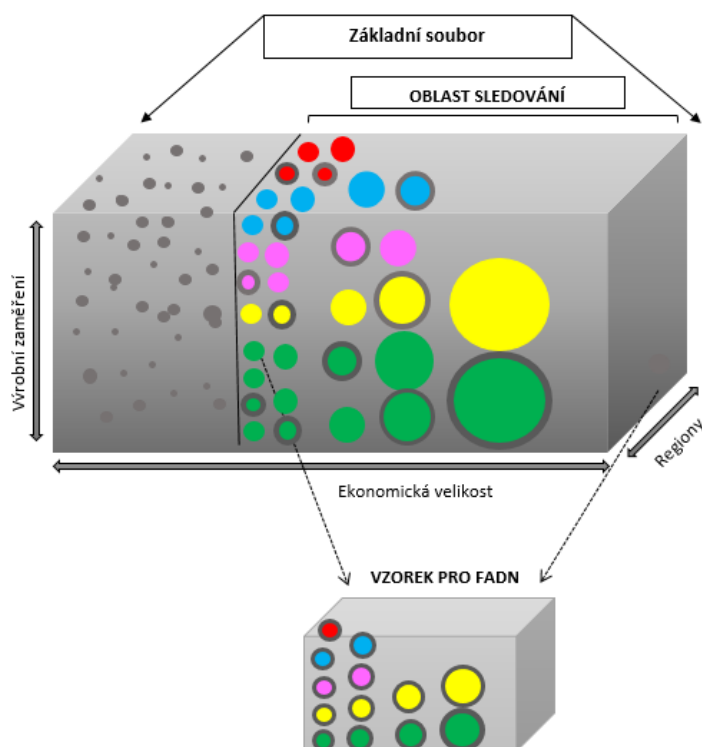 Základní soubor
OBLAST SLEDOVÁNÍ
Výrobní zaměření
Regiony
Ekonomická velikost
VZOREK PRO FADN